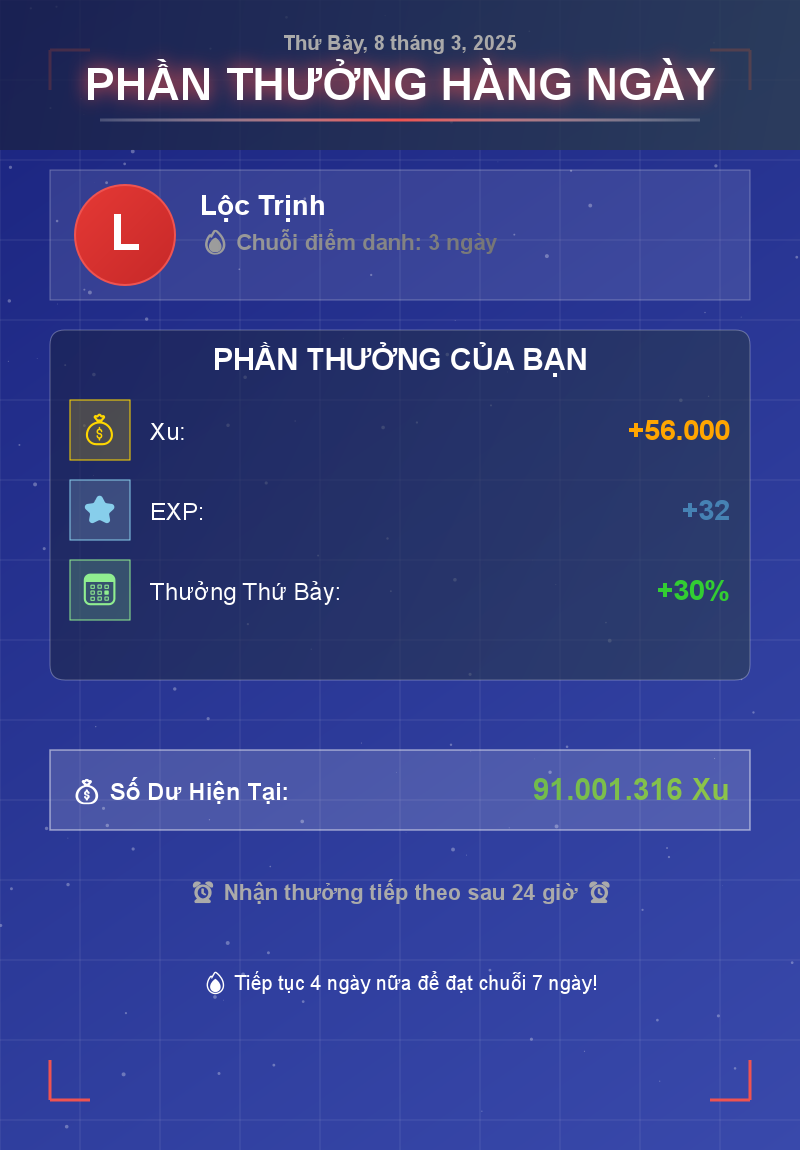 Thứ Bảy, 8 tháng 3, 2025
PHẦN THƯỞNG HÀNG NGÀY
L
Lộc Trịnh
Chuỗi điểm danh: 3 ngày
PHẦN THƯỞNG CỦA BẠN
Xu: +56.000
EXP: +32
Thưởng Thứ Bảy: +30%
Số Dư Hiện Tại: 91.001.316 Xu
Nhận thưởng tiếp theo sau 24 giờ
Tiếp tục 4 ngày nữa để đạt chuỗi 7 ngày!